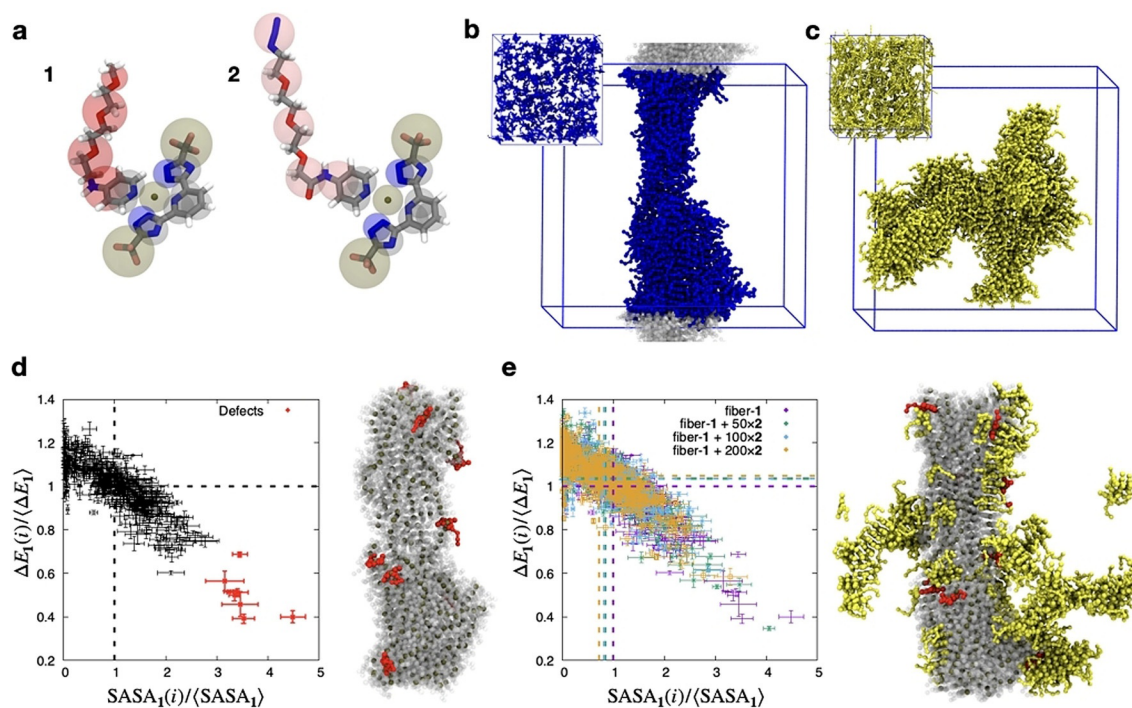 a
1
2
b
c
d
1.4
1.2
1
0.8
0.6
0.4
0.2
0
1
2
3
4
5
ΔE₁(i)/⟨ΔE₁⟩
SASA₁(i)/⟨SASA₁⟩
Defects
e
1.4
1.2
1
0.8
0.6
0.4
0.2
0
1
2
3
4
5
ΔE₁(i)/⟨ΔE₁⟩
SASA₁(i)/⟨SASA₁⟩
fiber-1
fiber-1 + 50×2
fiber-1 + 100×2
fiber-1 + 200×2